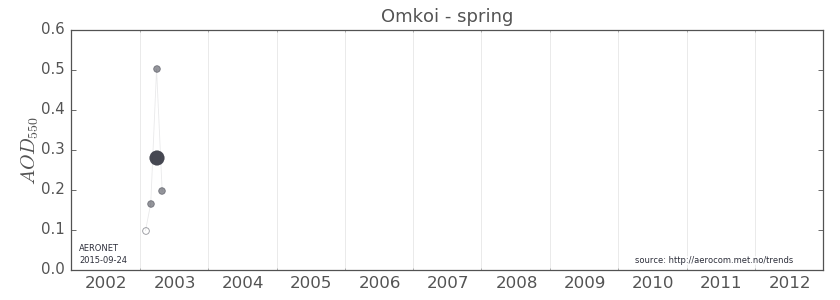 Omkoi - spring
0.6
0.5
0.4
0.3
0.2
0.1
0.0
AOD550
AERONET
2015-09-24
source: http://aerocom.met.no/trends
2002 2003 2004 2005 2006 2007 2008 2009 2010 2011 2012